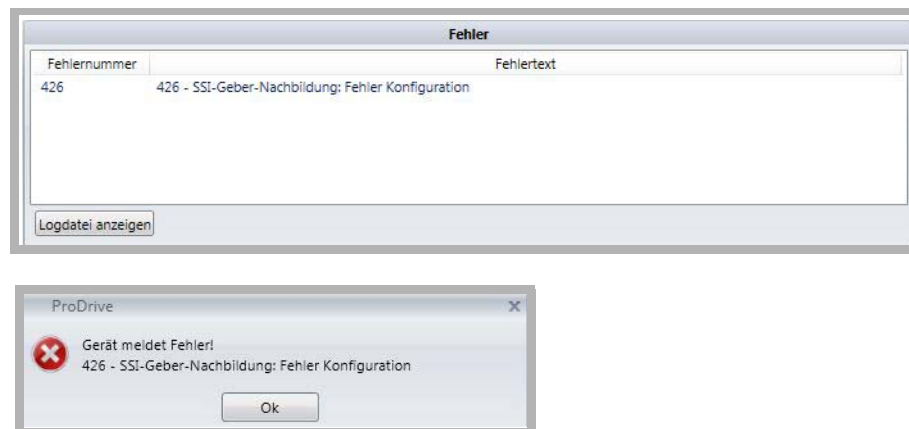 Fehler
Fehlernummer Fehlertext
426 426 - SSI-Geber-Nachbildung: Fehler Konfiguration
Logdatei anzeigen
ProDrive
Gerät meldet Fehler!
426 - SSI-Geber-Nachbildung: Fehler Konfiguration
Ok